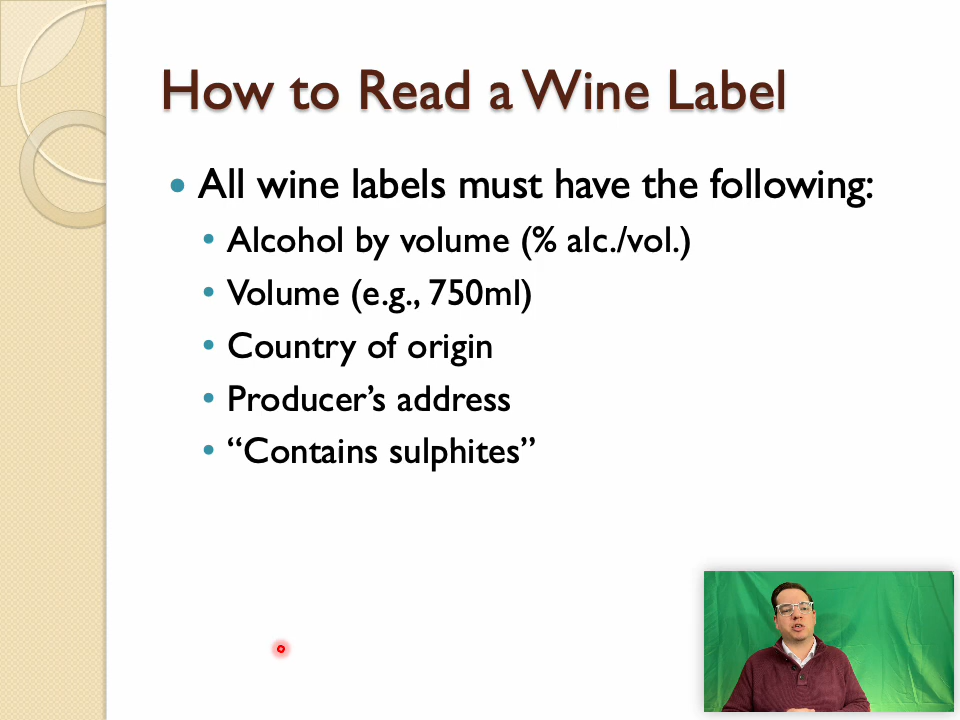 How to Read a Wine Label
All wine labels must have the following:
Alcohol by volume (% alc./vol.)
Volume (e.g., 750ml)
Country of origin
Producer’s address
“Contains sulphites”